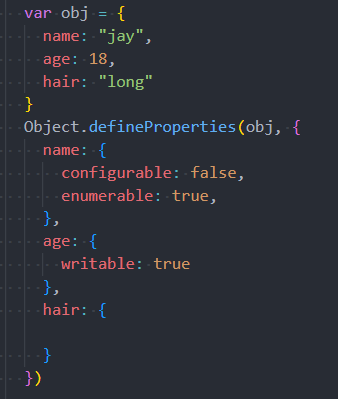 var obj = {
name: "jay",
age: 18,
hair: "long"
}
Object.defineProperties(obj, {
name: {
configurable: false,
enumerable: true,
},
age: {
writable: true
},
hair: {
}
})